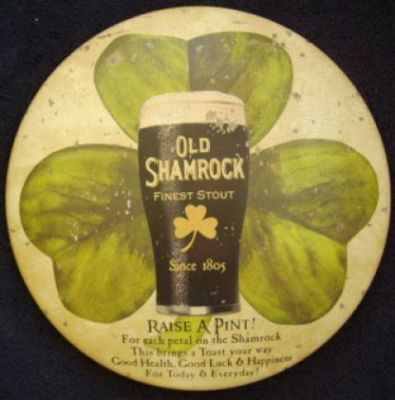 OLD
SHAMROCK
FINEST STOUT
Since 1805
RAISE A PINT!
For each petal on the Shamrock
This brings a Toast your way
Good Health, Good Luck & Happiness
For Today & Everyday!